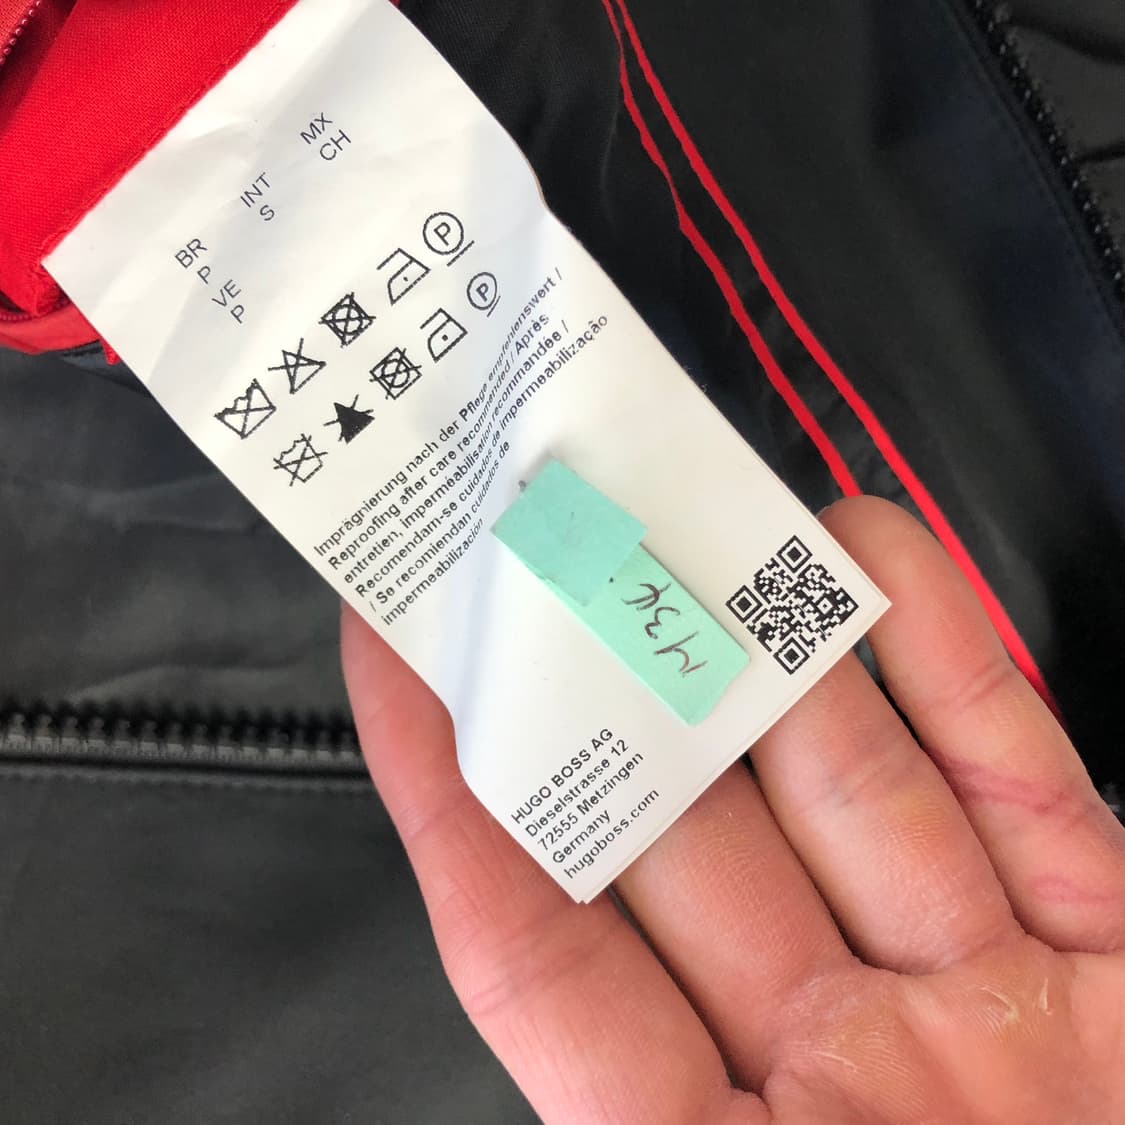 MX
CH
INT
S
BR
P
VE
P
P
P
Imprägnierung nach der Pflege empfehlenswert /
Reproofing after care recommended / Après
entretien, imperméabilisation recommandée /
Recomendam-se cuidados de impermeabilização
/ Se recomiendan cuidados de
impermeabilización
M34
HUGO BOSS AG
Dieselstrasse 12
72555 Metzingen
Germany
hugoboss.com